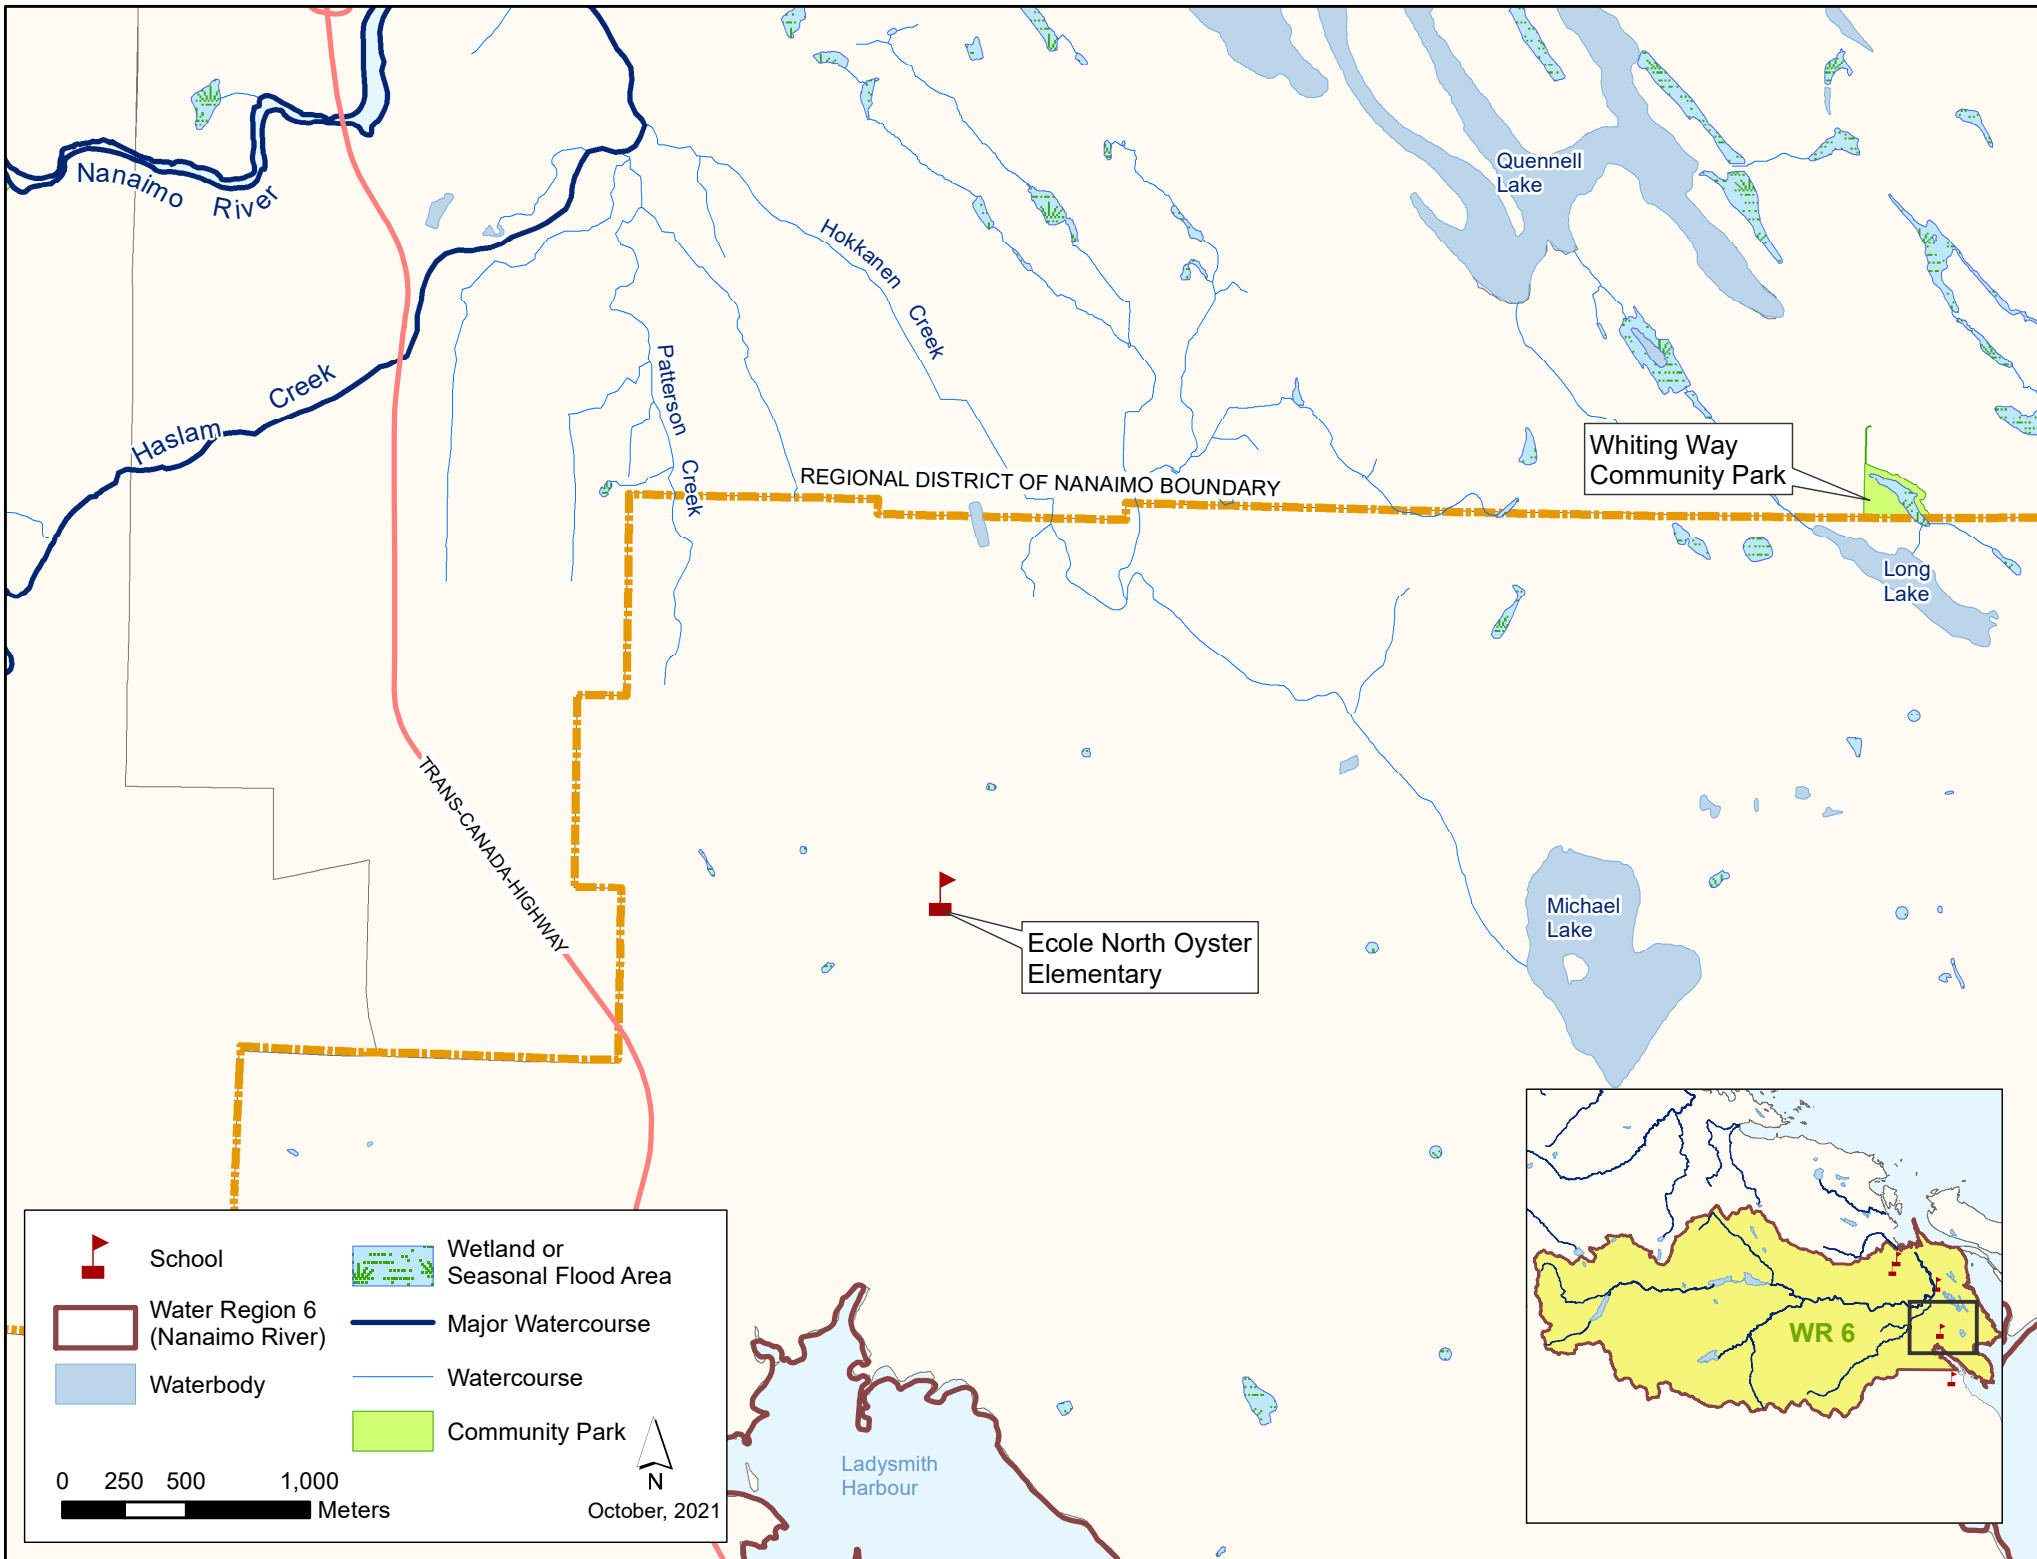 Nanaimo River
Quennell
Lake
Hokkanen Creek
Patterson Creek
Haslam Creek
Whiting Way
Community Park
REGIONAL DISTRICT OF NANAIMO BOUNDARY
Long
Lake
TRANS-CANADA-HIGHWAY
Michael
Lake
Ecole North Oyster
Elementary
School
Water Region 6
(Nanaimo River)
Waterbody
Wetland or
Seasonal Flood Area
Major Watercourse
Watercourse
Community Park
0 250 500 1,000
Meters
N
October, 2021
Ladysmith
Harbour
WR 6